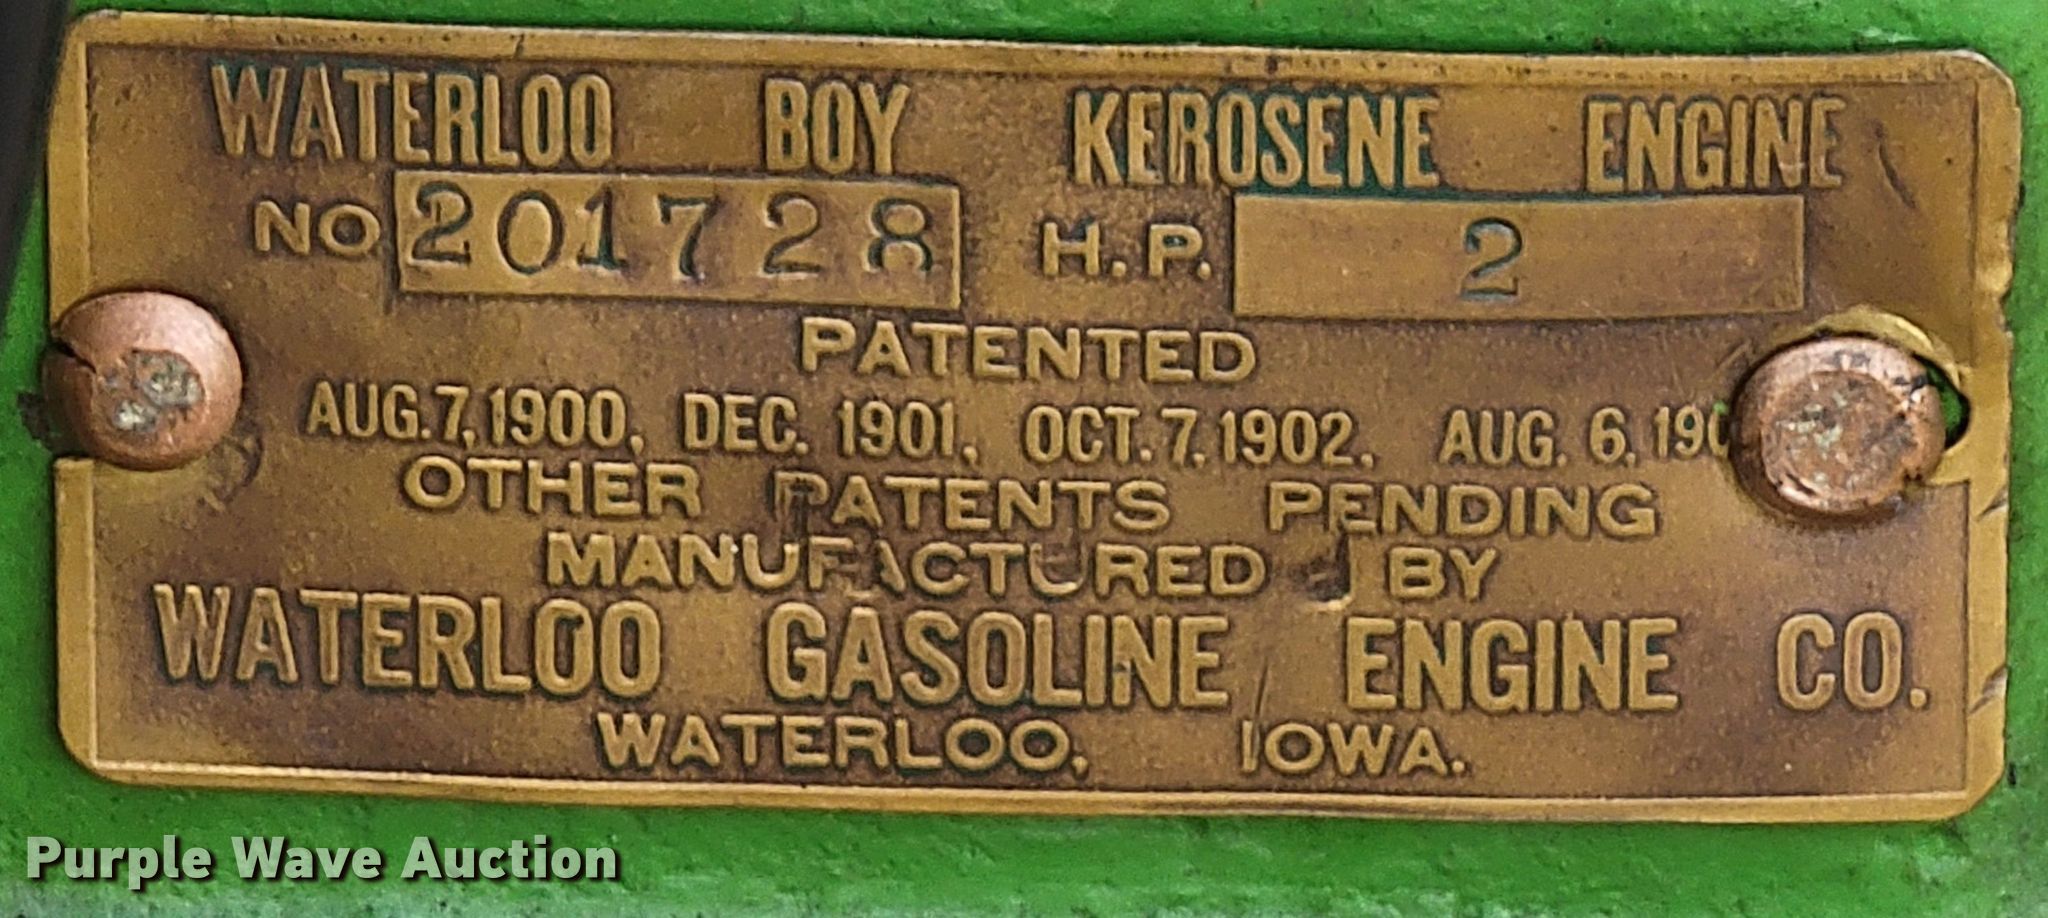 WATERLOO BOY KEROSENE ENGINE
NO 201728 H.P. 2
PATENTED
AUG. 7, 1900, DEC. 1901, OCT. 7, 1902, AUG. 6, 190
OTHER PATENTS PENDING
MANUFACTURED BY
WATERLOO GASOLINE ENGINE CO.
WATERLOO, IOWA.
Purple Wave Auction